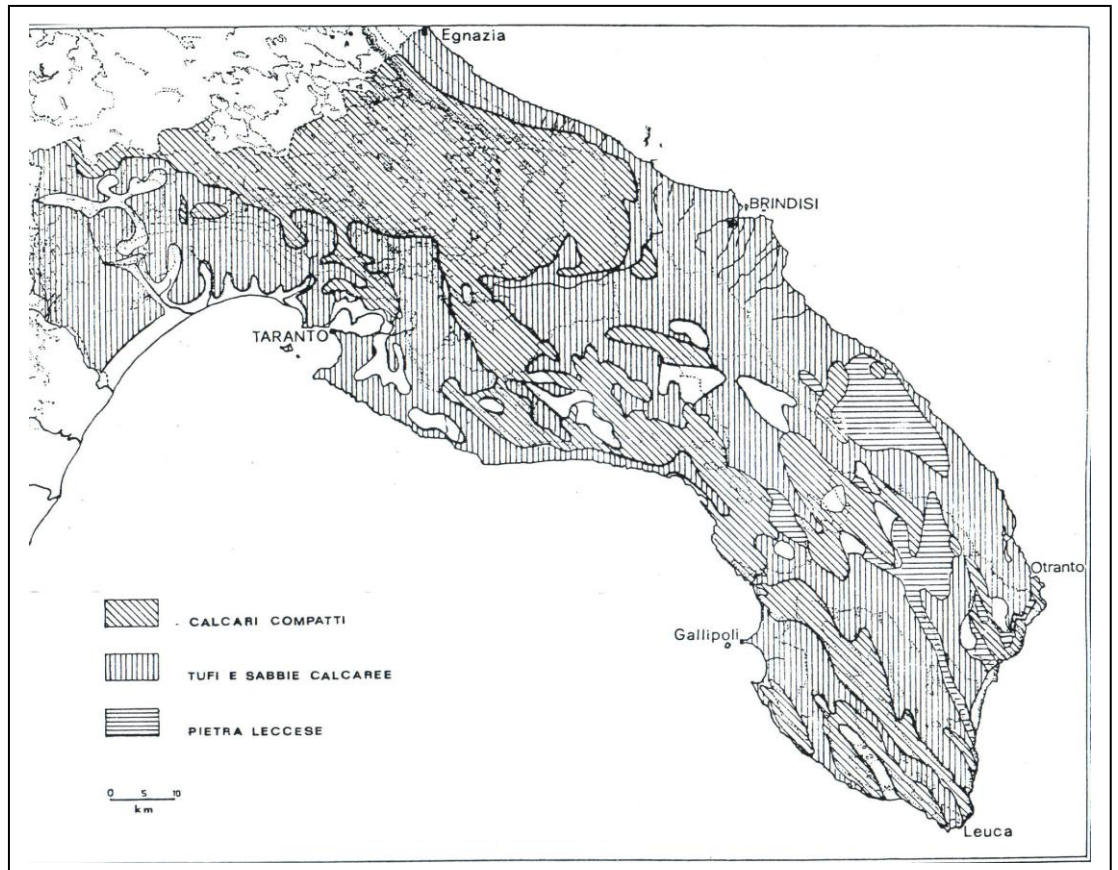 Egnazia
BRINDISI
TARANTO
Otranto
Gallipoli
Leuca
CALCARI COMPATTI
TUFI E SABBIE CALCAREE
PIETRA LECCESE
0 5 10
km